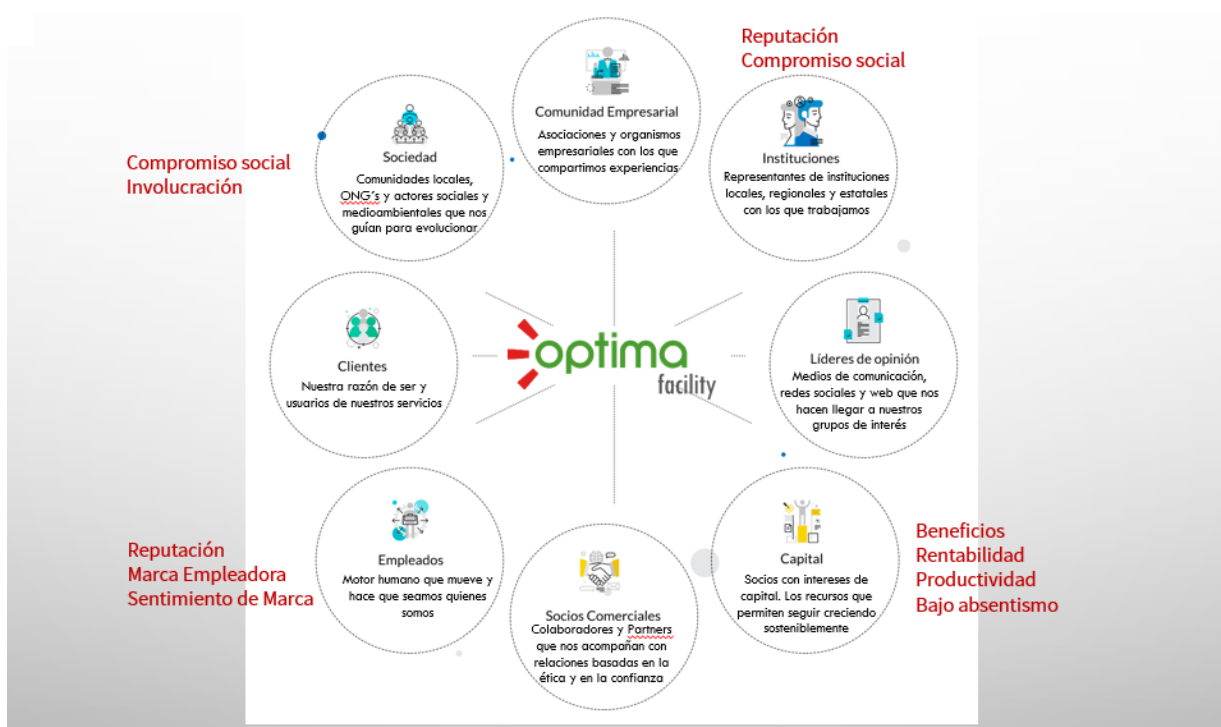 Reputación
Compromiso social
Comunidad Empresarial
Asociaciones y organismos
empresariales con los que
compartimos experiencias
Compromiso social
Involucración
Sociedad
Comunidades locales,
ONG´s y actores sociales y
medioambientales que nos
guían para evolucionar
Instituciones
Representantes de instituciones
locales, regionales y estatales
con los que trabajamos
Clientes
Nuestra razón de ser y
usuarios de nuestros servicios
optima
facility
Líderes de opinión
Medios de comunicación,
redes sociales y web que nos
hacen llegar a nuestros
grupos de interés
Reputación
Marca Empleadora
Sentimiento de Marca
Empleados
Motor humano que mueve y
hace que seamos quienes
somos
Socios Comerciales
Colaboradores y Partners
que nos acompañan con
relaciones basadas en la
ética y en la confianza
Capital
Socios con intereses de
capital. Los recursos que
permiten seguir creciendo
sosteniblemente
Beneficios
Rentabilidad
Productividad
Bajo absentismo